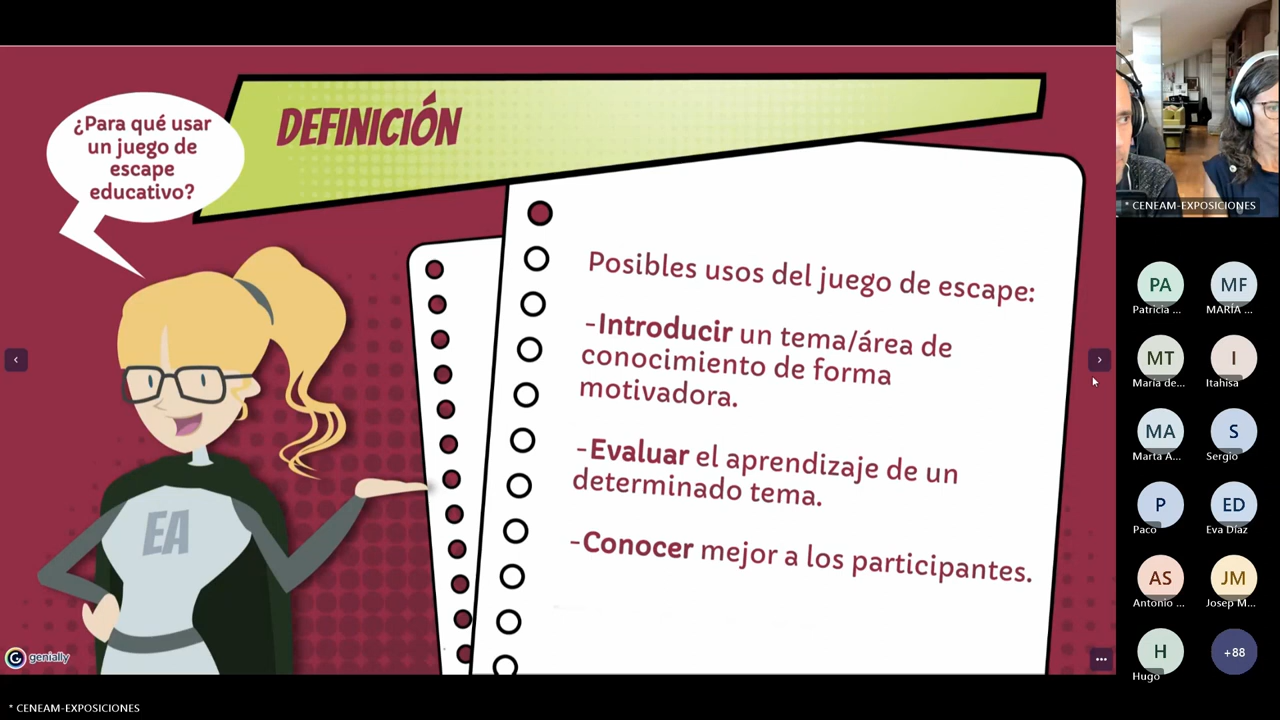 ¿Para qué usar
un juego de
escape
educativo?
DEFINICIÓN
Posibles usos del juego de escape:
-Introducir un tema/área de
conocimiento de forma
motivadora.
-Evaluar el aprendizaje de un
determinado tema.
-Conocer mejor a los participantes.
EA
genially
* CENEAM-EXPOSICIONES
PA
Patricia ...
MF
MARÍA ...
MT
María de...
I
Itahisa
MA
Marta A...
S
Sergio
P
Paco
ED
Eva Díaz
AS
Antonio ...
JM
Josep M...
H
Hugo
+88
* CENEAM-EXPOSICIONES